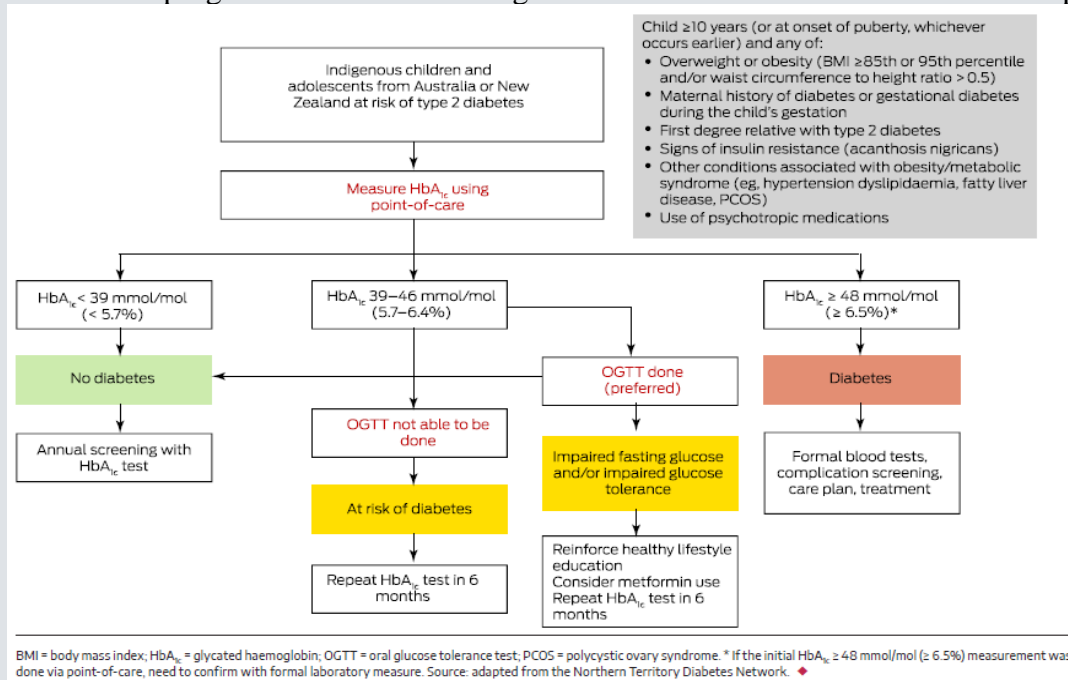 Child ≥10 years (or at onset of puberty, whichever
occurs earlier) and any of:
• Overweight or obesity (BMI ≥85th or 95th percentile
and/or waist circumference to height ratio > 0.5)
• Maternal history of diabetes or gestational diabetes
during the child's gestation
• First degree relative with type 2 diabetes
• Signs of insulin resistance (acanthosis nigricans)
• Other conditions associated with obesity/metabolic
syndrome (eg, hypertension dyslipidaemia, fatty liver
disease, PCOS)
• Use of psychotropic medications
Indigenous children and
adolescents from Australia or New
Zealand at risk of type 2 diabetes
Measure HbA1c using
point-of-care
HbA1c < 39 mmol/mol
(< 5.7%)
HbA1c 39–46 mmol/mol
(5.7–6.4%)
HbA1c ≥ 48 mmol/mol
(≥ 6.5%)*
No diabetes
OGTT done
(preferred)
Diabetes
OGTT not able to be
done
Annual screening with
HbA1c test
Impaired fasting glucose
and/or impaired glucose
tolerance
Formal blood tests,
complication screening,
care plan, treatment
At risk of diabetes
Repeat HbA1c test in 6
months
Reinforce healthy lifestyle
education
Consider metformin use
Repeat HbA1c test in 6
months
BMI = body mass index; HbA1c = glycated haemoglobin; OGTT = oral glucose tolerance test; PCOS = polycystic ovary syndrome. * If the initial HbA1c ≥ 48 mmol/mol (≥ 6.5%) measurement was
done via point-of-care, need to confirm with formal laboratory measure. Source: adapted from the Northern Territory Diabetes Network. ◆